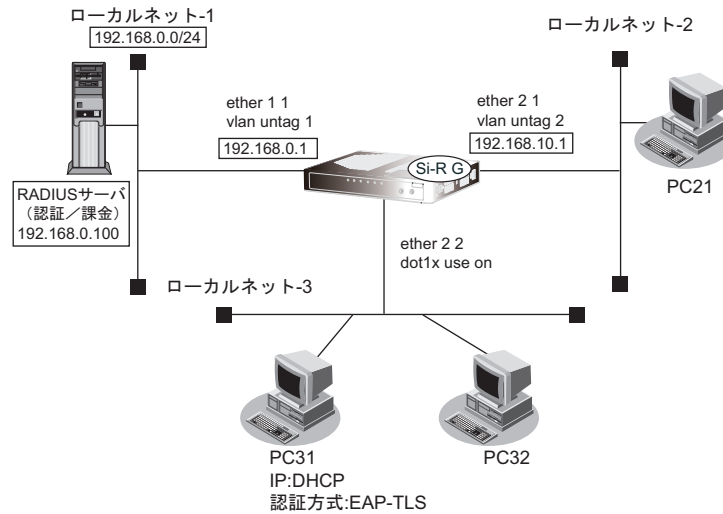 ローカルネット-1
192.168.0.0/24
ローカルネット-2
ether 1 1
vlan untag 1
192.168.0.1
ether 2 1
vlan untag 2
192.168.10.1
Si-R G
PC21
RADIUSサーバ
（認証／課金）
192.168.0.100
ether 2 2
dot1x use on
ローカルネット-3
PC31
IP:DHCP
認証方式:EAP-TLS
PC32